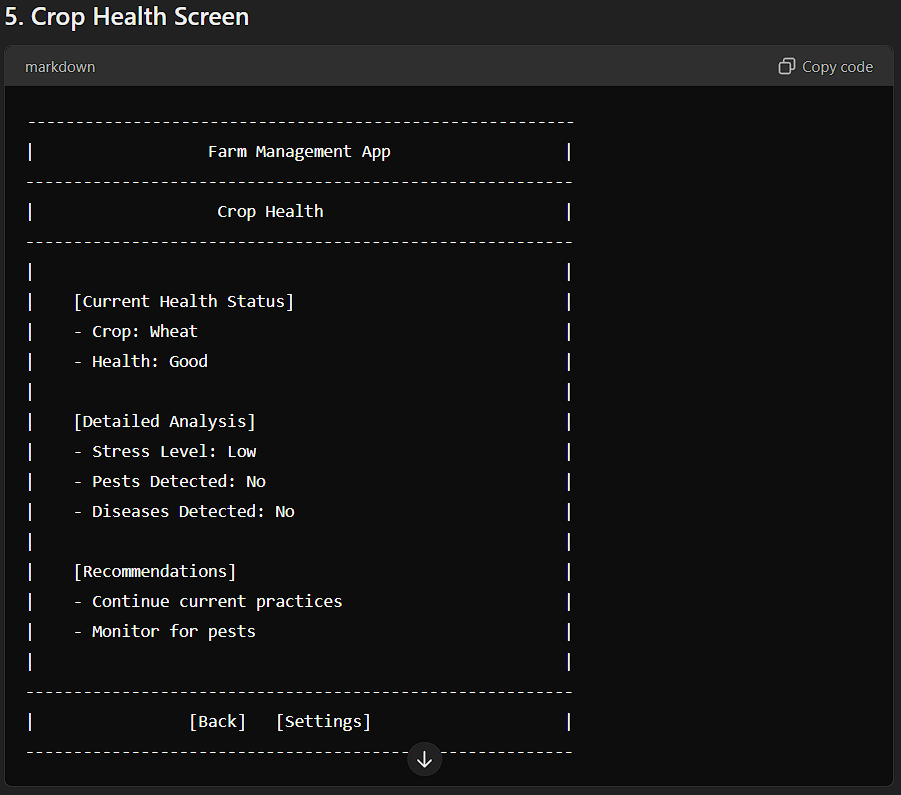 5. Crop Health Screen
markdown
Copy code
---------------------------------------------------------
|                  Farm Management App                  |
---------------------------------------------------------
|                   Crop Health                         |
---------------------------------------------------------
|                                                       |
|    [Current Health Status]                            |
|    - Crop: Wheat                                      |
|    - Health: Good                                     |
|                                                       |
|    [Detailed Analysis]                                |
|    - Stress Level: Low                                |
|    - Pests Detected: No                               |
|    - Diseases Detected: No                            |
|                                                       |
|    [Recommendations]                                  |
|    - Continue current practices                       |
|    - Monitor for pests                                |
|                                                       |
---------------------------------------------------------
|                [Back]   [Settings]                    |
---------------------------------------------------------